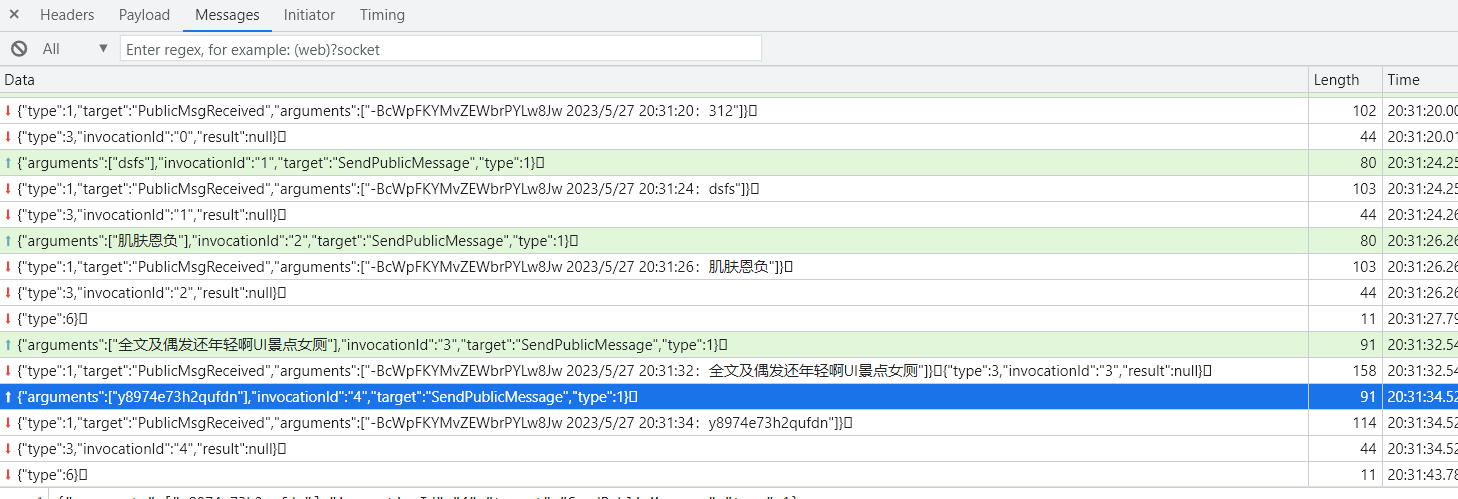 × Headers Payload Messages Initiator Timing
All ▼ Enter regex, for example: (web)?socket
Data Length Time
{"type":1,"target":"PublicMsgReceived","arguments":["-BcWpFKYMvZEWbrPYLw8Jw 2023/5/27 20:31:20：312"]} 102 20:31:20.00
{"type":3,"invocationId":"0","result":null} 44 20:31:20.01
{"arguments":["dsfs"],"invocationId":"1","target":"SendPublicMessage","type":1} 80 20:31:24.25
{"type":1,"target":"PublicMsgReceived","arguments":["-BcWpFKYMvZEWbrPYLw8Jw 2023/5/27 20:31:24：dsfs"]} 103 20:31:24.25
{"type":3,"invocationId":"1","result":null} 44 20:31:24.26
{"arguments":["肌肤恩负"],"invocationId":"2","target":"SendPublicMessage","type":1} 80 20:31:26.26
{"type":1,"target":"PublicMsgReceived","arguments":["-BcWpFKYMvZEWbrPYLw8Jw 2023/5/27 20:31:26：肌肤恩负"]} 103 20:31:26.26
{"type":3,"invocationId":"2","result":null} 44 20:31:26.26
{"type":6} 11 20:31:27.79
{"arguments":["全文及偶发还年轻啊UI景点女厕"],"invocationId":"3","target":"SendPublicMessage","type":1} 91 20:31:32.54
{"type":1,"target":"PublicMsgReceived","arguments":["-BcWpFKYMvZEWbrPYLw8Jw 2023/5/27 20:31:32：全文及偶发还年轻啊UI景点女厕"]}{"type":3,"invocationId":"3","result":null} 158 20:31:32.54
{"arguments":["y8974e73h2qufdn"],"invocationId":"4","target":"SendPublicMessage","type":1} 91 20:31:34.52
{"type":1,"target":"PublicMsgReceived","arguments":["-BcWpFKYMvZEWbrPYLw8Jw 2023/5/27 20:31:34：y8974e73h2qufdn"]} 114 20:31:34.52
{"type":3,"invocationId":"4","result":null} 44 20:31:34.52
{"type":6} 11 20:31:43.78